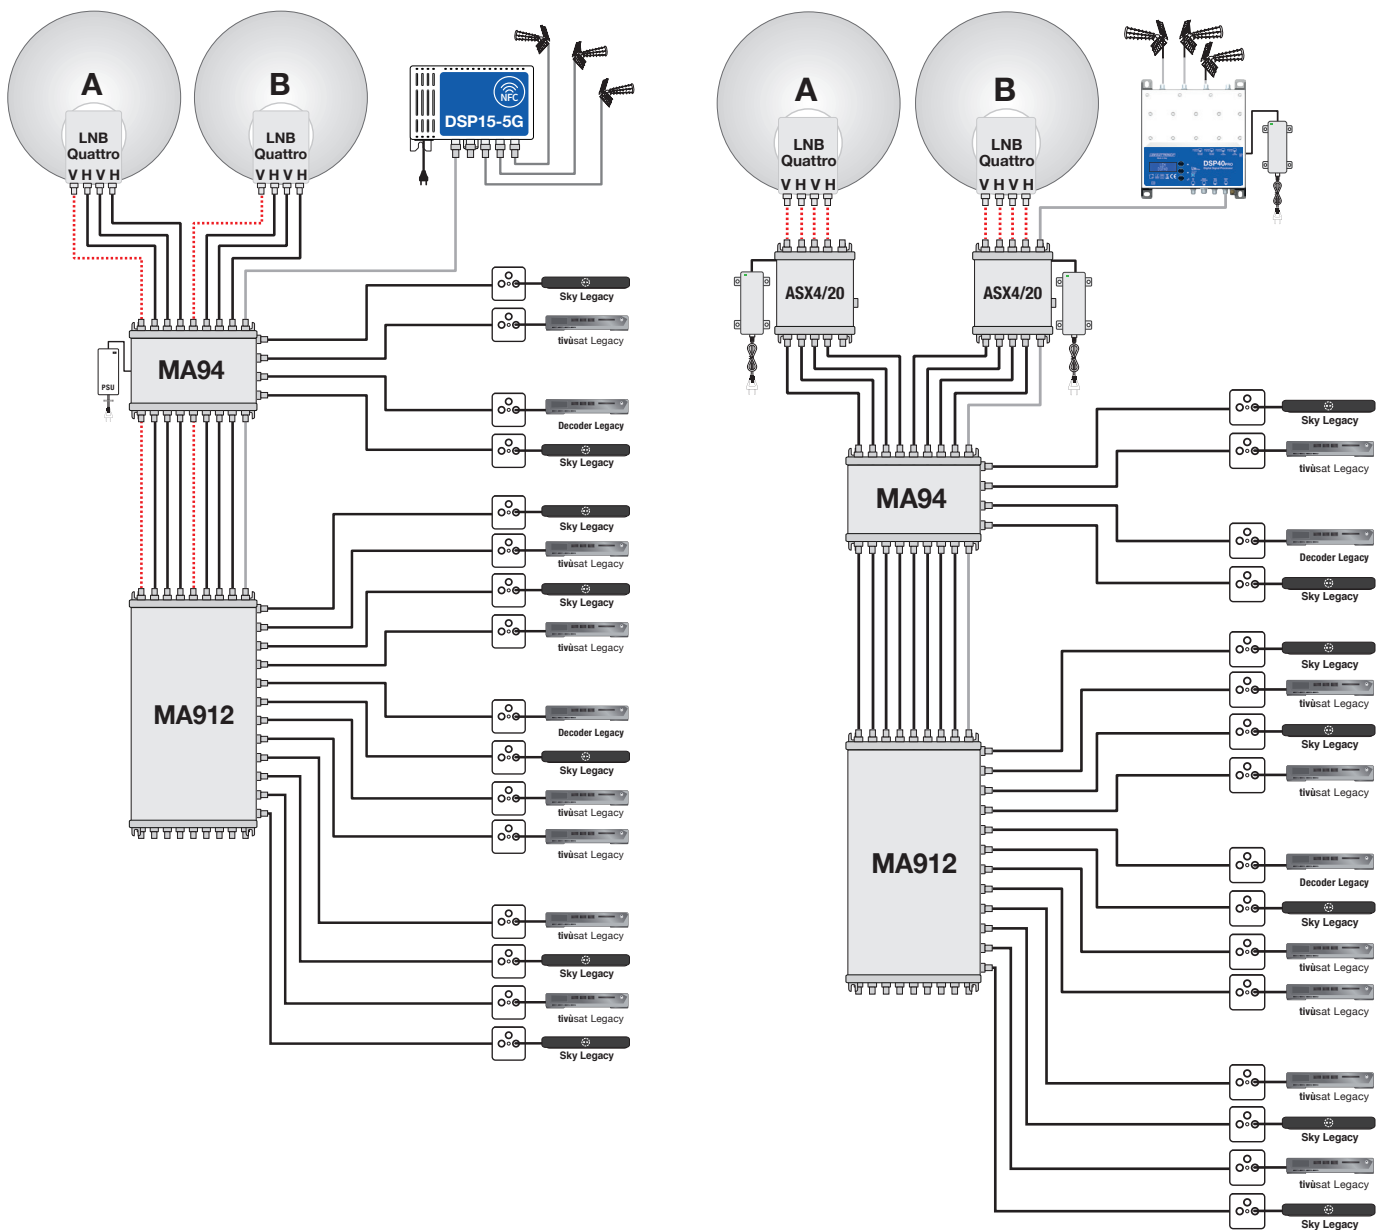 A
LNB
Quattro
V H V H
B
LNB
Quattro
V H V H
NFC
DSP15-5G
MA94
PSU
Sky Legacy
tivùsat Legacy
Decoder Legacy
Sky Legacy
MA912
Sky Legacy
tivùsat Legacy
Sky Legacy
tivùsat Legacy
Decoder Legacy
Sky Legacy
tivùsat Legacy
tivùsat Legacy
tivùsat Legacy
Sky Legacy
tivùsat Legacy
Sky Legacy
A
LNB
Quattro
V H V H
B
LNB
Quattro
V H V H
DSP40PRO
ASX4/20
ASX4/20
MA94
Sky Legacy
tivùsat Legacy
Decoder Legacy
Sky Legacy
MA912
Sky Legacy
tivùsat Legacy
Sky Legacy
tivùsat Legacy
Decoder Legacy
Sky Legacy
tivùsat Legacy
tivùsat Legacy
tivùsat Legacy
Sky Legacy
tivùsat Legacy
Sky Legacy